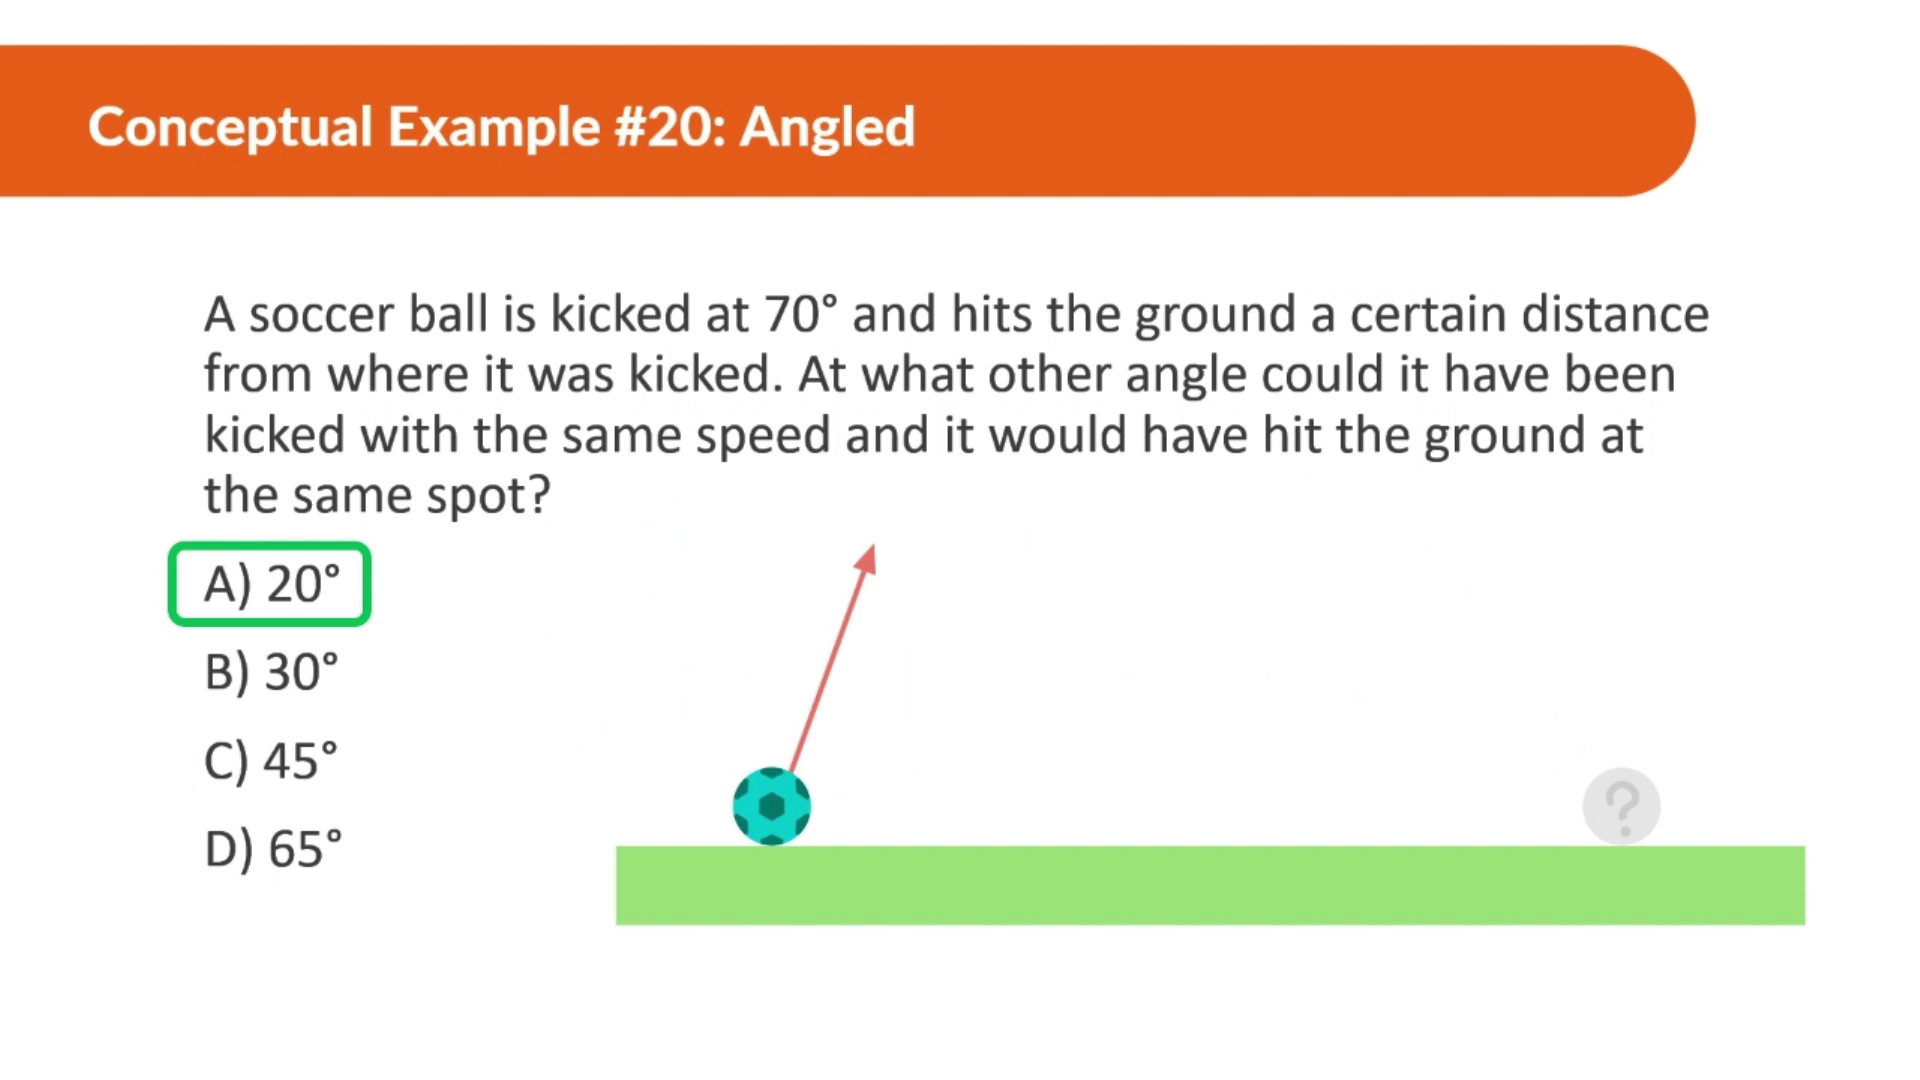 Conceptual Example #20: Angled
A soccer ball is kicked at 70° and hits the ground a certain distance
from where it was kicked. At what other angle could it have been
kicked with the same speed and it would have hit the ground at
the same spot?
A) 20°
B) 30°
C) 45°
D) 65°
?